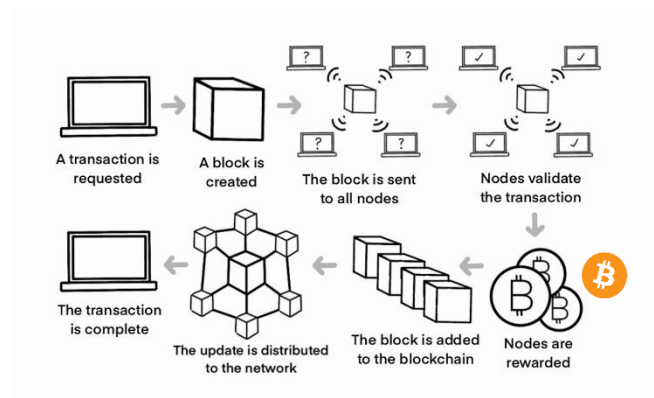 A transaction is
requested
A block is
created
The block is sent
to all nodes
Nodes validate
the transaction
The transaction
is complete
The update is distributed
to the network
The block is added
to the blockchain
Nodes are
rewarded